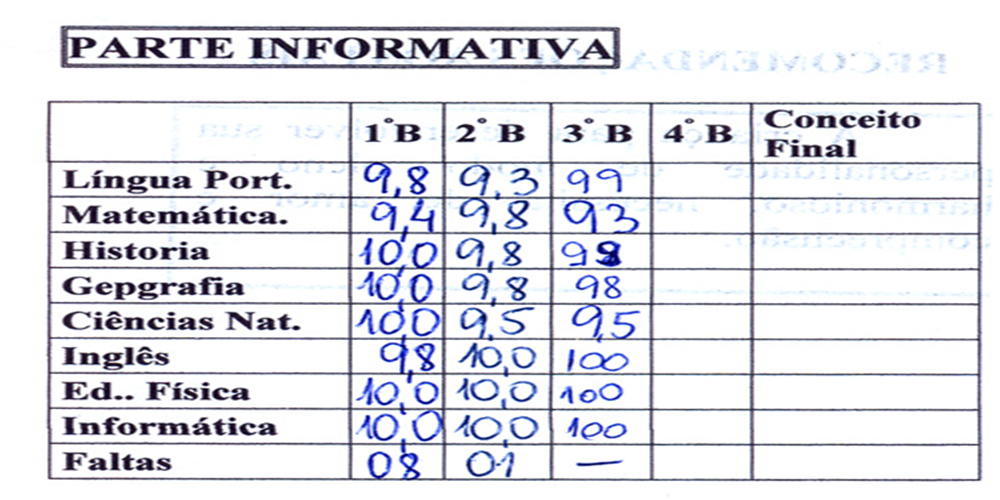 PARTE INFORMATIVA
1°B 2°B 3°B 4°B Conceito Final
Língua Port. 9,8 9,3 99
Matemática. 9,4 9,8 93
Historia 10,0 9,8 98
Gepgrafia 10,0 9,8 98
Ciências Nat. 10,0 9,5 9,5
Inglês 9,8 10,0 100
Ed.. Física 10,0 10,0 100
Informática 10,0 10,0 100
Faltas 08 01 —